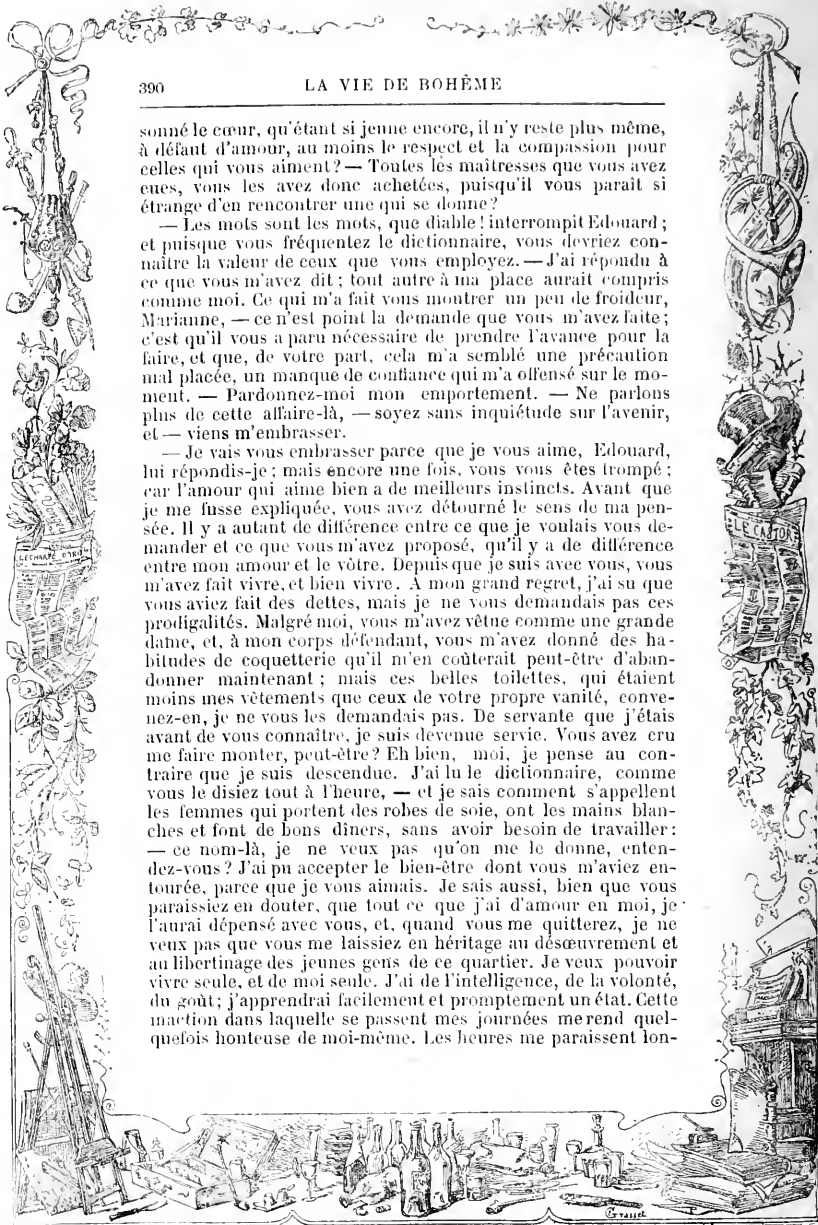 390
LA VIE DE BOHÊME
sonné le cœur, qu'étant si jeune encore, il n'y reste plus même,
à défaut d'amour, au moins le respect et la compassion pour
celles qui vous aiment? — Toutes les maîtresses que vous avez
eues, vous les avez donc achetées, puisqu'il vous paraît si
étrange d'en rencontrer une qui se donne?
— Les mots sont les mots, que diable! interrompit Edouard;
et puisque vous fréquentez le dictionnaire, vous devriez con-
naître la valeur de ceux que vous employez. — J'ai répondu à
ce que vous m'avez dit; tout autre à ma place aurait compris
comme moi. Ce qui m'a fait vous montrer un peu de froideur,
Marianne, — ce n'est point la demande que vous m'avez faite;
c'est qu'il vous a paru nécessaire de prendre l'avance pour la
faire, et que, de votre part, cela m'a semblé une précaution
mal placée, un manque de confiance qui m'a offensé sur le mo-
ment. — Pardonnez-moi mon emportement. — Ne parlons
plus de cette affaire-là, — soyez sans inquiétude sur l'avenir,
et — viens m'embrasser.
— Je vais vous embrasser parce que je vous aime, Edouard,
lui répondis-je; mais encore une fois, vous vous êtes trompé;
car l'amour qui aime bien a de meilleurs instincts. Avant que
je me fusse expliquée, vous avez détourné le sens de ma pen-
sée. Il y a autant de différence entre ce que je voulais vous de-
mander et ce que vous m'avez proposé, qu'il y a de différence
entre mon amour et le vôtre. Depuis que je suis avec vous, vous
m'avez fait vivre, et bien vivre. A mon grand regret, j'ai su que
vous aviez fait des dettes, mais je ne vous demandais pas ces
prodigalités. Malgré moi, vous m'avez vêtue comme une grande
dame, et, à mon corps défendant, vous m'avez donné des ha-
bitudes de coquetterie qu'il m'en coûterait peut-être d'aban-
donner maintenant; mais ces belles toilettes, qui étaient
moins mes vêtements que ceux de votre propre vanité, conve-
nez-en, je ne vous les demandais pas. De servante que j'étais
avant de vous connaître, je suis devenue servie. Vous avez cru
me faire monter, peut-être? Eh bien, moi, je pense au con-
traire que je suis descendue. J'ai lu le dictionnaire, comme
vous le disiez tout à l'heure, — et je sais comment s'appellent
les femmes qui portent des robes de soie, ont les mains blan-
ches et font de bons dîners, sans avoir besoin de travailler:
— ce nom-là, je ne veux pas qu'on me le donne, enten-
dez-vous? J'ai pu accepter le bien-être dont vous m'aviez en-
tourée, parce que je vous aimais. Je sais aussi, bien que vous
paraissiez en douter, que tout ce que j'ai d'amour en moi, je
l'aurai dépensé avec vous, et, quand vous me quitterez, je ne
veux pas que vous me laissiez en héritage au désœuvrement et
au libertinage des jeunes gens de ce quartier. Je veux pouvoir
vivre seule, et de moi seule. J'ai de l'intelligence, de la volonté,
du goût; j'apprendrai facilement et promptement un état. Cette
inaction dans laquelle se passent mes journées me rend quel-
quefois honteuse de moi-même. Les heures me paraissent lon-
L'ECHARPE D'IRIS
LE CASTOR
Grasset